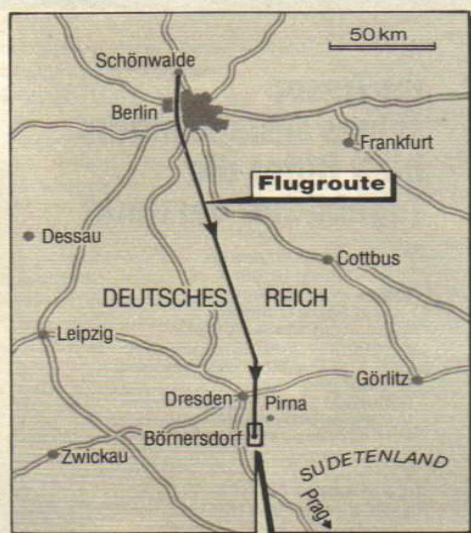 50 km
Schönwalde
Berlin
Frankfurt
Flugroute
Dessau
Cottbus
DEUTSCHES REICH
Leipzig
Görlitz
Dresden
Pirna
Börnersdorf
Zwickau
SUDETENLAND
Prag